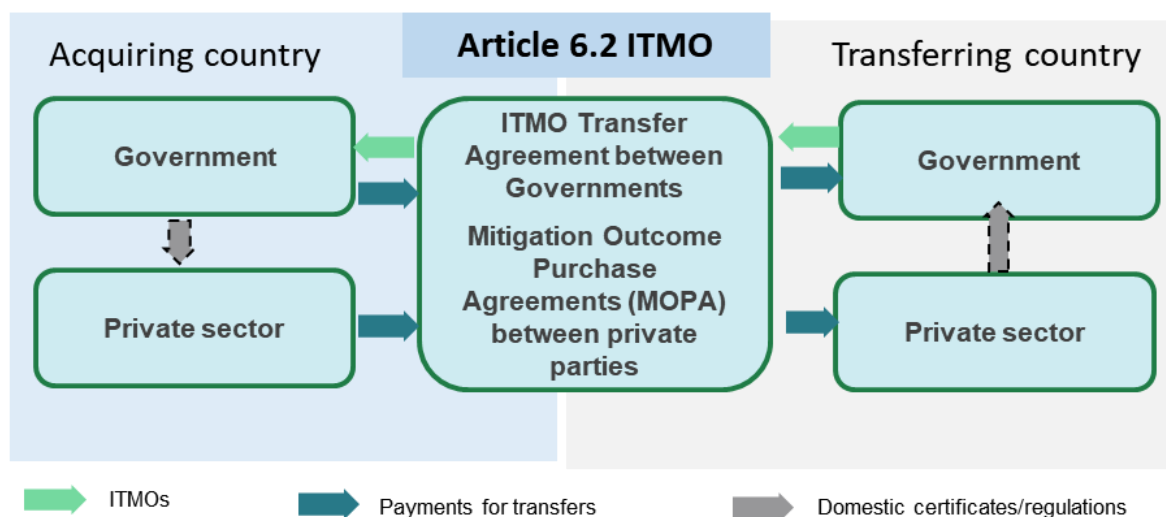 Article 6.2 ITMO
Acquiring country
Transferring country
Government
Private sector
ITMO Transfer
Agreement between
Governments
Mitigation Outcome
Purchase
Agreements (MOPA)
between private
parties
Government
Private sector
ITMOs
Payments for transfers
Domestic certificates/regulations